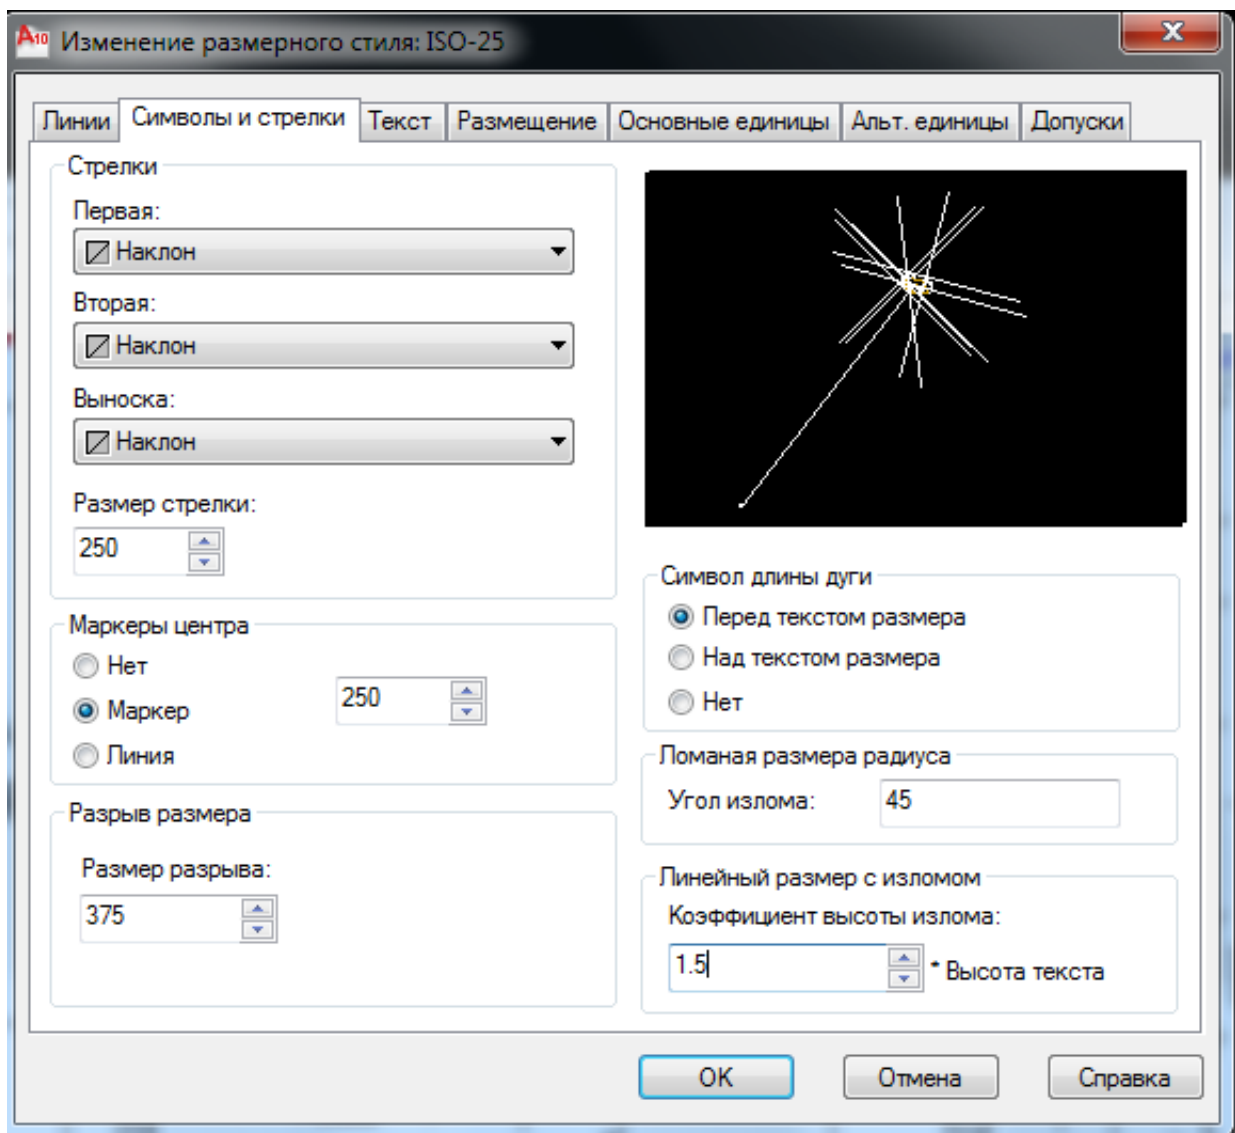 A10 Изменение размерного стиля: ISO-25
Линии Символы и стрелки Текст Размещение Основные единицы Альт. единицы Допуски
Стрелки
Первая:
Наклон
Вторая:
Наклон
Выноска:
Наклон
Размер стрелки:
250
Маркеры центра
Нет
Маркер
250
Линия
Разрыв размера
Размер разрыва:
375
Символ длины дуги
Перед текстом размера
Над текстом размера
Нет
Ломаная размера радиуса
Угол излома: 45
Линейный размер с изломом
Коэффициент высоты излома:
1.5 * Высота текста
OK Отмена Справка